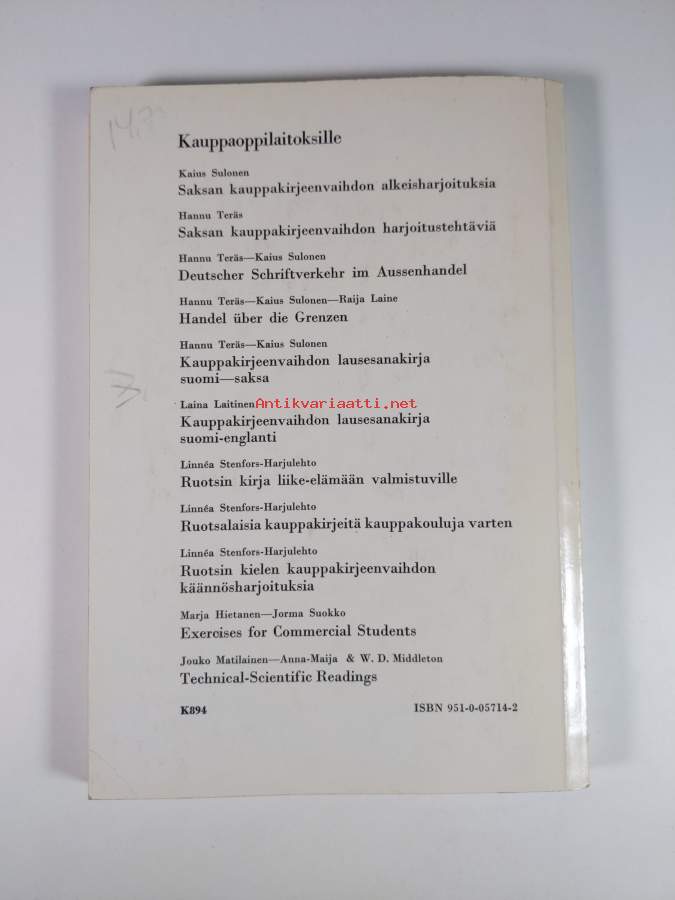 Kauppaoppilaitoksille
Kaius Sulonen
Saksan kauppakirjeenvaihdon alkeisharjoituksia
Hannu Teräs
Saksan kauppakirjeenvaihdon harjoitustehtäviä
Hannu Teräs—Kaius Sulonen
Deutscher Schriftverkehr im Aussenhandel
Hannu Teräs—Kaius Sulonen—Raija Laine
Handel über die Grenzen
Hannu Teräs—Kaius Sulonen
Kauppakirjeenvaihdon lausesanakirja
suomi—saksa
Laina Laitinen
Antikvariaatti.net
Kauppakirjeenvaihdon lausesanakirja
suomi-englanti
Linnéa Stenfors-Harjulehto
Ruotsin kirja liike-elämään valmistuville
Linnéa Stenfors-Harjulehto
Ruotsalaisia kauppakirjeitä kauppakouluja varten
Linnéa Stenfors-Harjulehto
Ruotsin kielen kauppakirjeenvaihdon
käännösharjoituksia
Marja Hietanen—Jorma Suokko
Exercises for Commercial Students
Jouko Matilainen—Anna-Maija & W. D. Middleton
Technical-Scientific Readings
K894
ISBN 951-0-05714-2